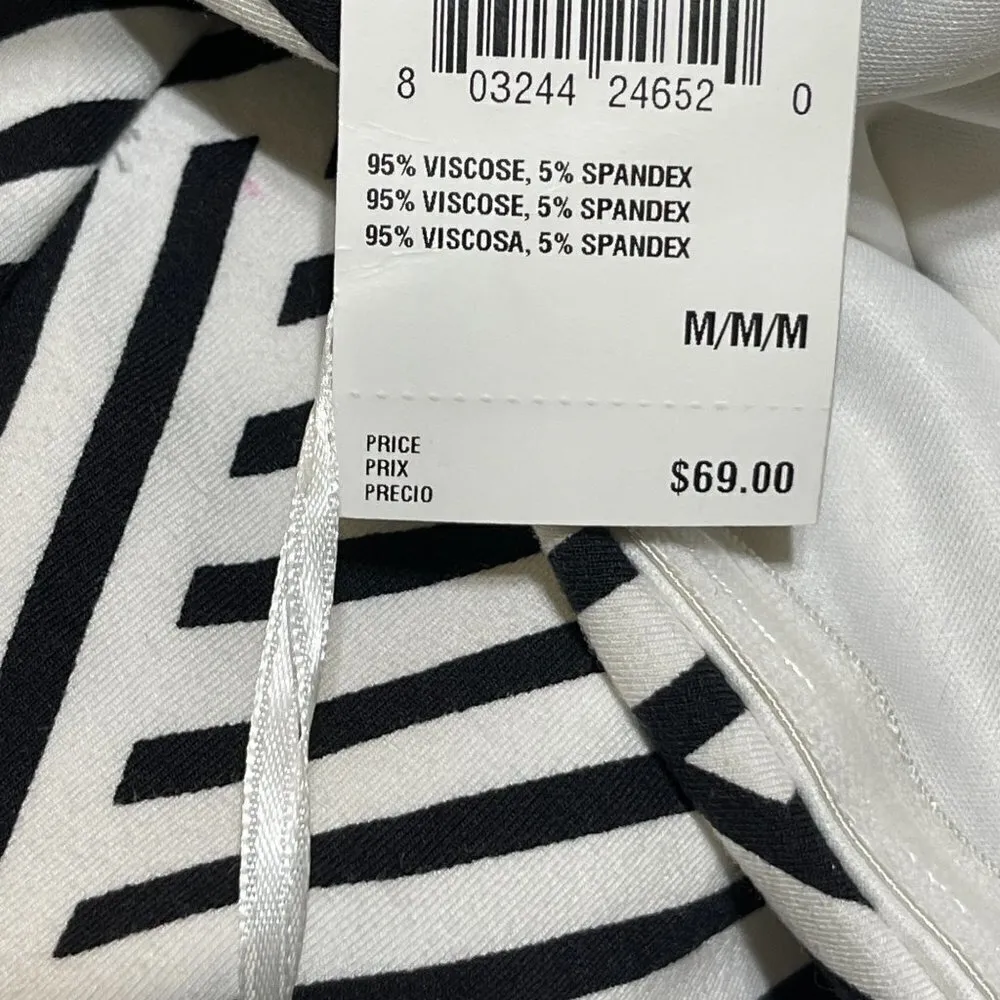 8 03244 24652 0
95% VISCOSE, 5% SPANDEX
95% VISCOSE, 5% SPANDEX
95% VISCOSA, 5% SPANDEX
M/M/M
PRICE
PRIX
PRECIO
$69.00